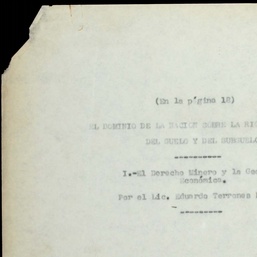 (En la página 18)
EL DOMINIO DE LA NACION SOBRE LA
DEL SUELO Y DEL SUBSUELO
I.-El Derecho Minero y la
Económica.
Por el Lic. Eduardo Terrones